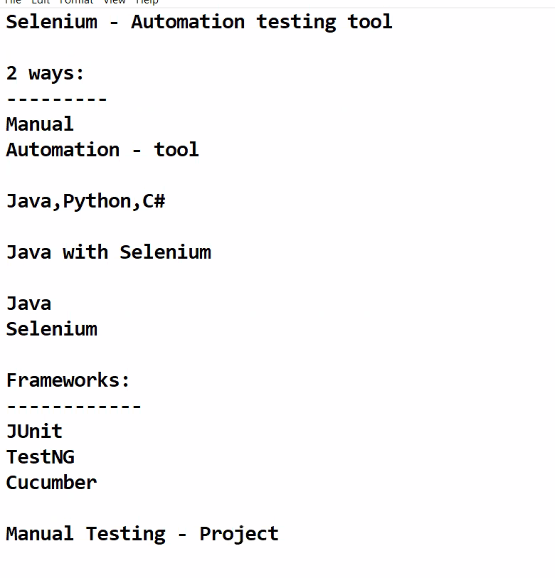 File Edit Format View Help
Selenium - Automation testing tool
2 ways:
---------
Manual
Automation - tool
Java,Python,C#
Java with Selenium
Java
Selenium
Frameworks:
------------
JUnit
TestNG
Cucumber
Manual Testing - Project